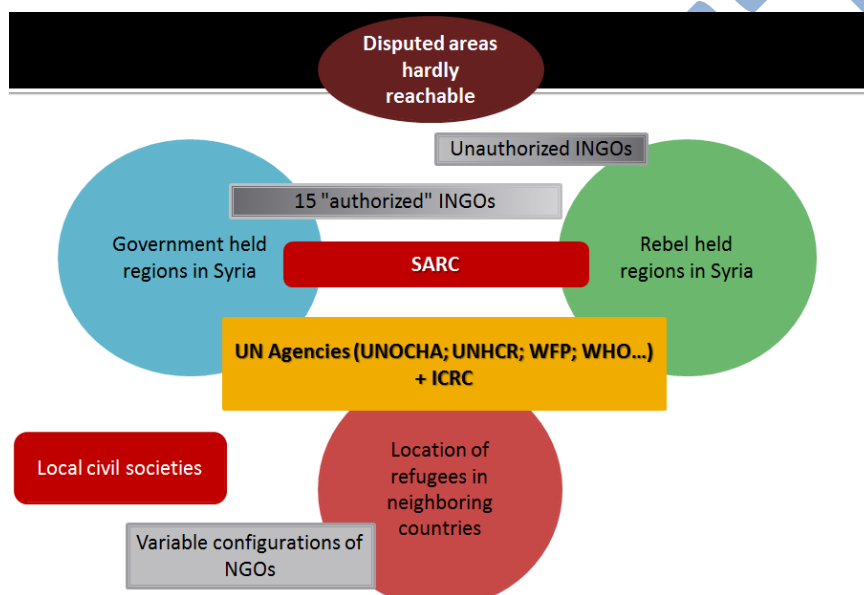 Disputed areas
hardly
reachable
Unauthorized INGOs
15 "authorized" INGOs
Government held
regions in Syria
SARC
Rebel held
regions in Syria
UN Agencies (UNOCHA; UNHCR; WFP; WHO...)
+ ICRC
Local civil societies
Location of
refugees in
neighboring
countries
Variable configurations of
NGOs